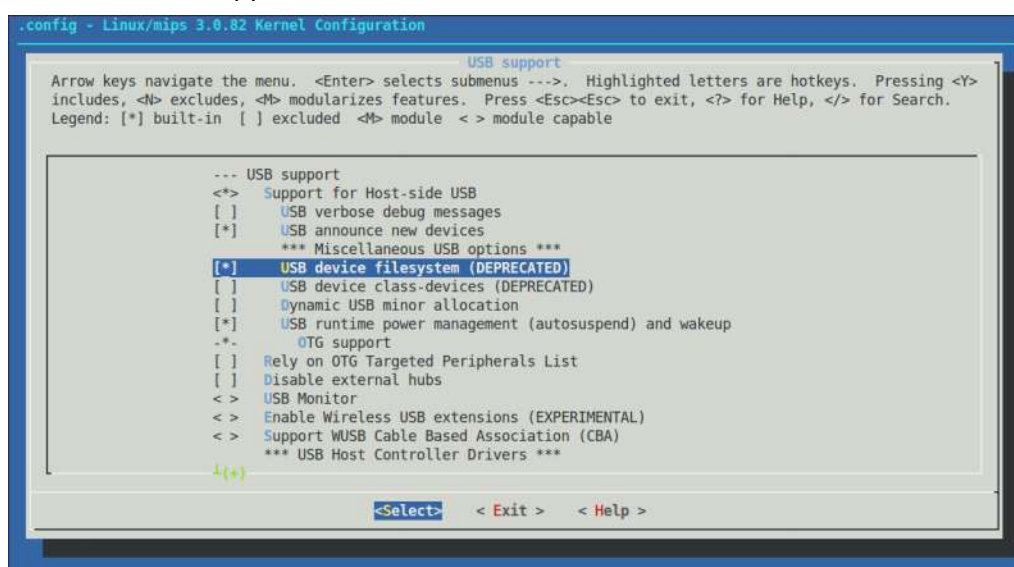 .config - Linux/mips 3.0.82 Kernel Configuration
USB support
Arrow keys navigate the menu. <Enter> selects submenus --->. Highlighted letters are hotkeys. Pressing <Y>
includes, <N> excludes, <M> modularizes features. Press <Esc><Esc> to exit, <?> for Help, </> for Search.
Legend: [*] built-in [ ] excluded <M> module < > module capable
--- USB support
<*> Support for Host-side USB
[ ] USB verbose debug messages
[*] USB announce new devices
*** Miscellaneous USB options ***
[*] USB device filesystem (DEPRECATED)
[ ] USB device class-devices (DEPRECATED)
[ ] Dynamic USB minor allocation
[*] USB runtime power management (autosuspend) and wakeup
-*- OTG support
[ ] Rely on OTG Targeted Peripherals List
[ ] Disable external hubs
< > USB Monitor
< > Enable Wireless USB extensions (EXPERIMENTAL)
< > Support WUSB Cable Based Association (CBA)
*** USB Host Controller Drivers ***
┴(+)
<Select> < Exit > < Help >